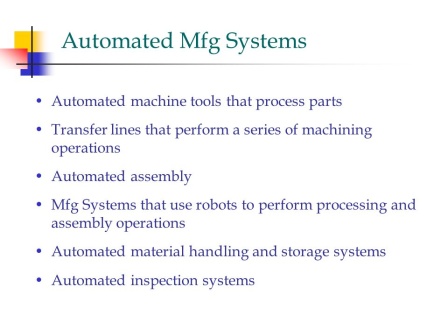 Automated Mfg Systems
• Automated machine tools that process parts
• Transfer lines that perform a series of machining
operations
• Automated assembly
• Mfg Systems that use robots to perform processing and
assembly operations
• Automated material handling and storage systems
• Automated inspection systems